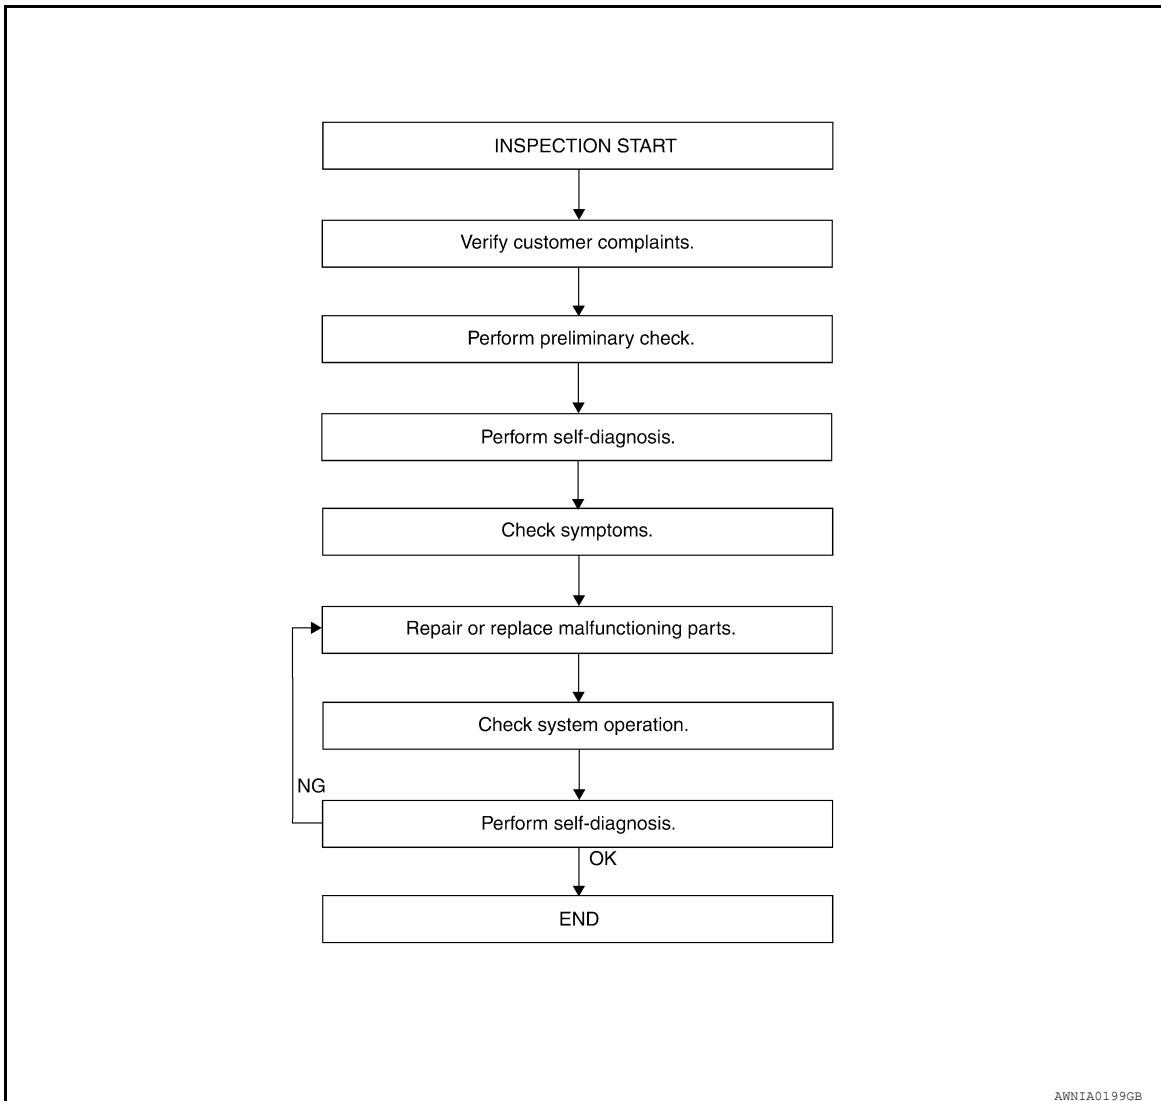 INSPECTION START
Verify customer complaints.
Perform preliminary check.
Perform self-diagnosis.
Check symptoms.
Repair or replace malfunctioning parts.
Check system operation.
NG
Perform self-diagnosis.
OK
END
AWNIA0199GB